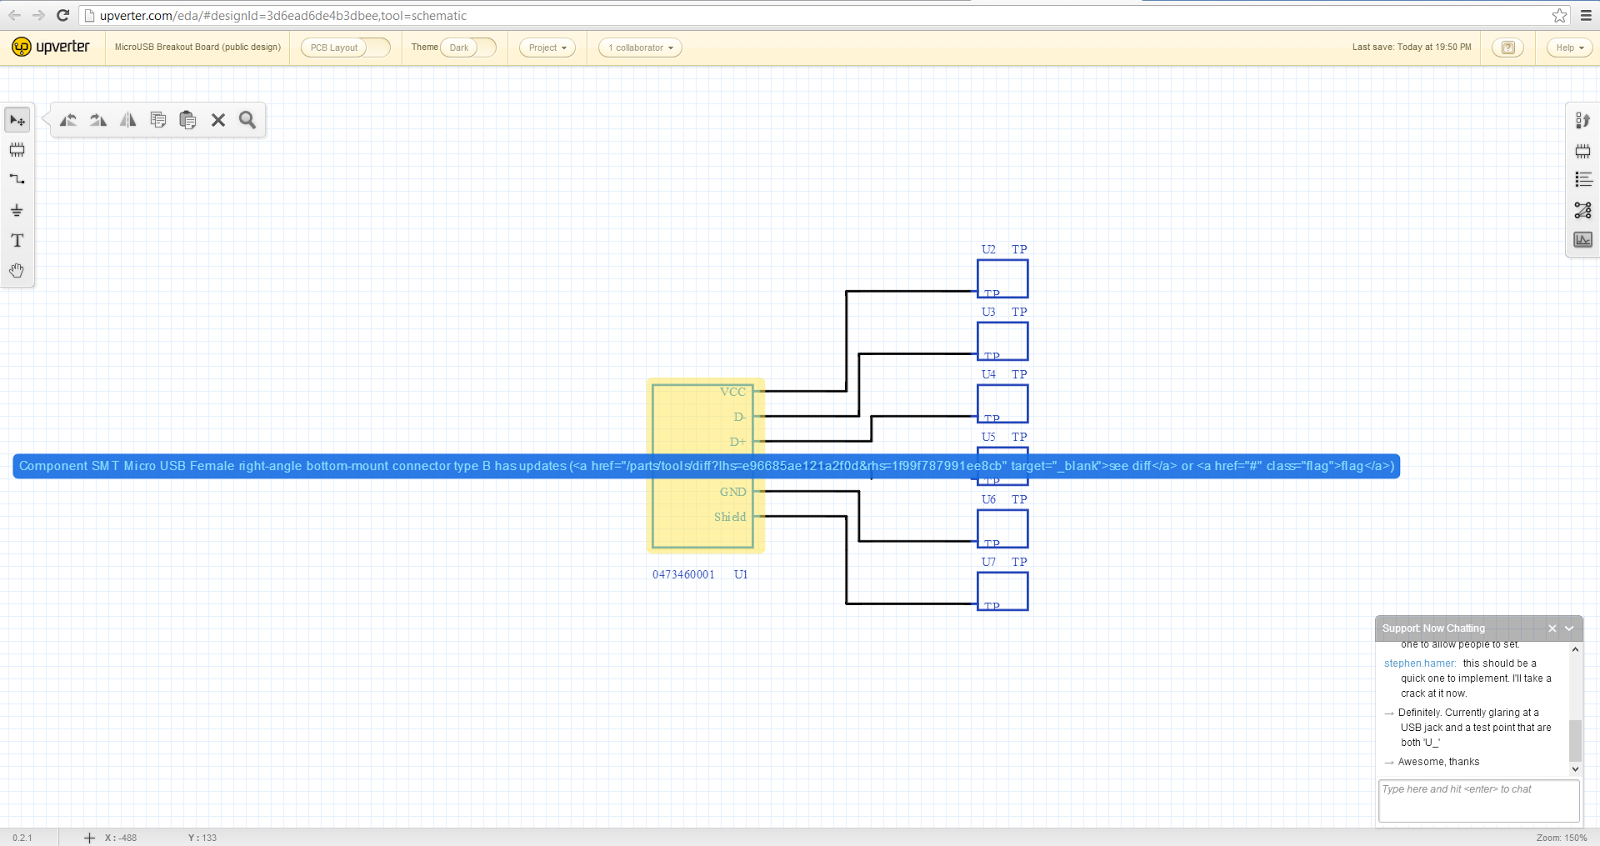 upverter.com/eda/#designId=3d6ead6de4b3dbee,tool=schematic
upverter
MicroUSB Breakout Board (public design)
PCB Layout
Theme
Dark
Project
1 collaborator
Last save: Today at 19:50 PM
Help
T
U2 TP
TP
U3 TP
TP
U4 TP
VCC
D-
TP
D+
U5 TP
Component SMT Micro USB Female right-angle bottom-mount connector type B has updates (<a href="/parts/tools/diff?lhs=e96685ae121a2f0d&rhs=1f99f787991ee8cb" target="_blank">see diff</a> or <a href="#" class="flag">flag</a>)
TP
GND
U6 TP
Shield
TP
U7 TP
0473460001 U1
TP
Support: Now Chatting
one to allow people to set.
stephen.hamer: this should be a
quick one to implement. I'll take a
crack at it now.
→ Definitely. Currently glaring at a
USB jack and a test point that are
both 'U_'
→ Awesome, thanks
Type here and hit <enter> to chat
0.2.1
X : -488
Y : 133
Zoom: 150%